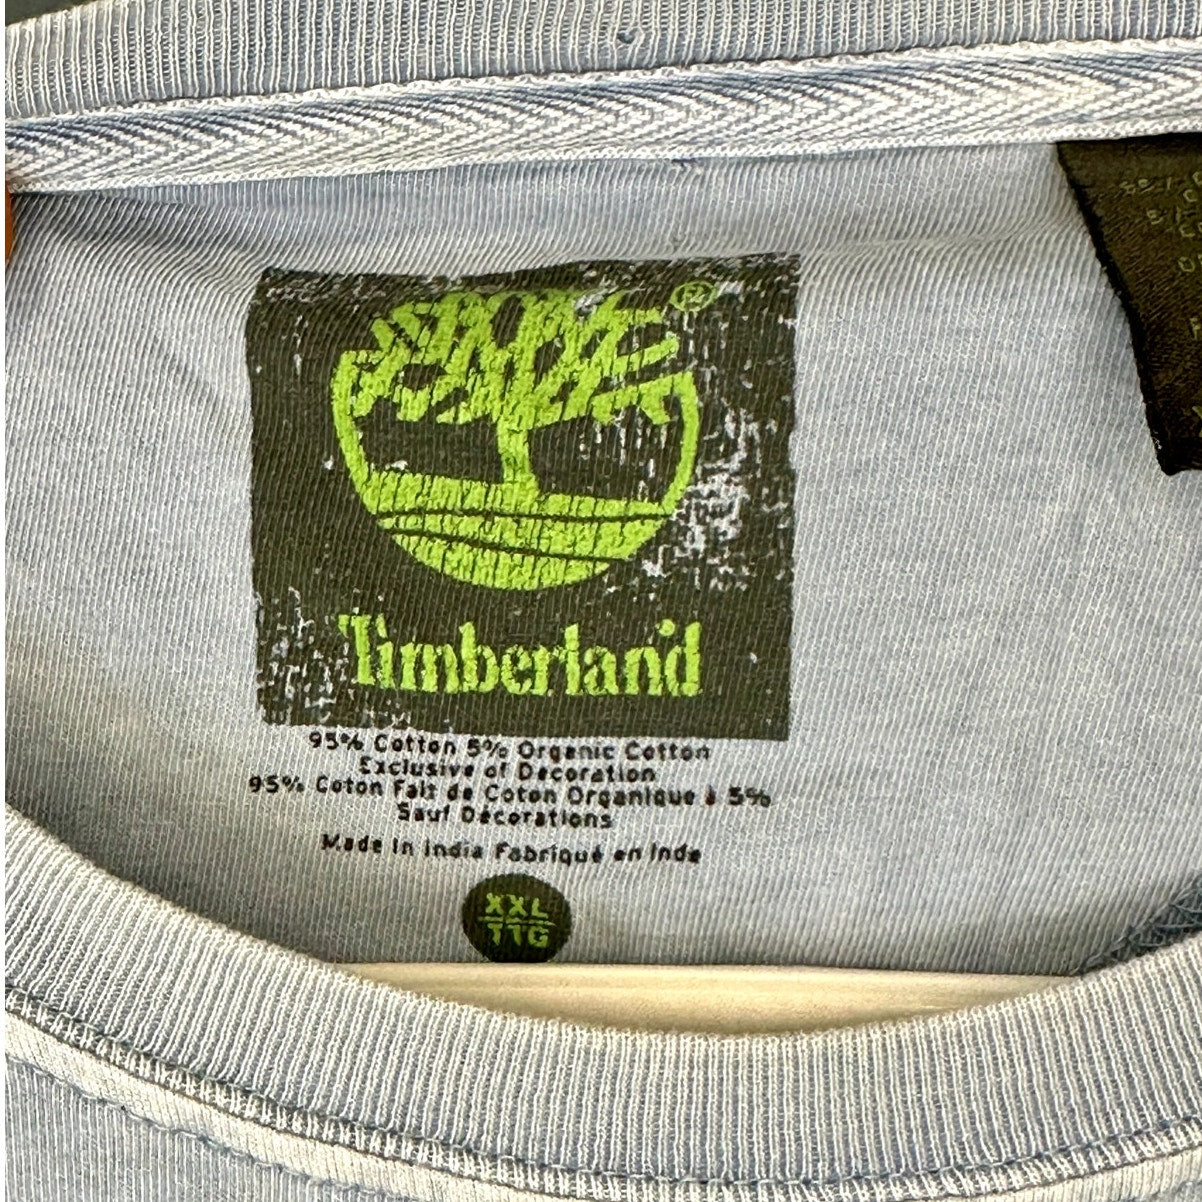 ®
Timberland
95% Cotton 5% Organic Cotton
Exclusive of Decoration
95% Coton Fait de Coton Organique à 5%
Sauf Décorations
Made in India Fabriqué en Inde
XXL
TTG